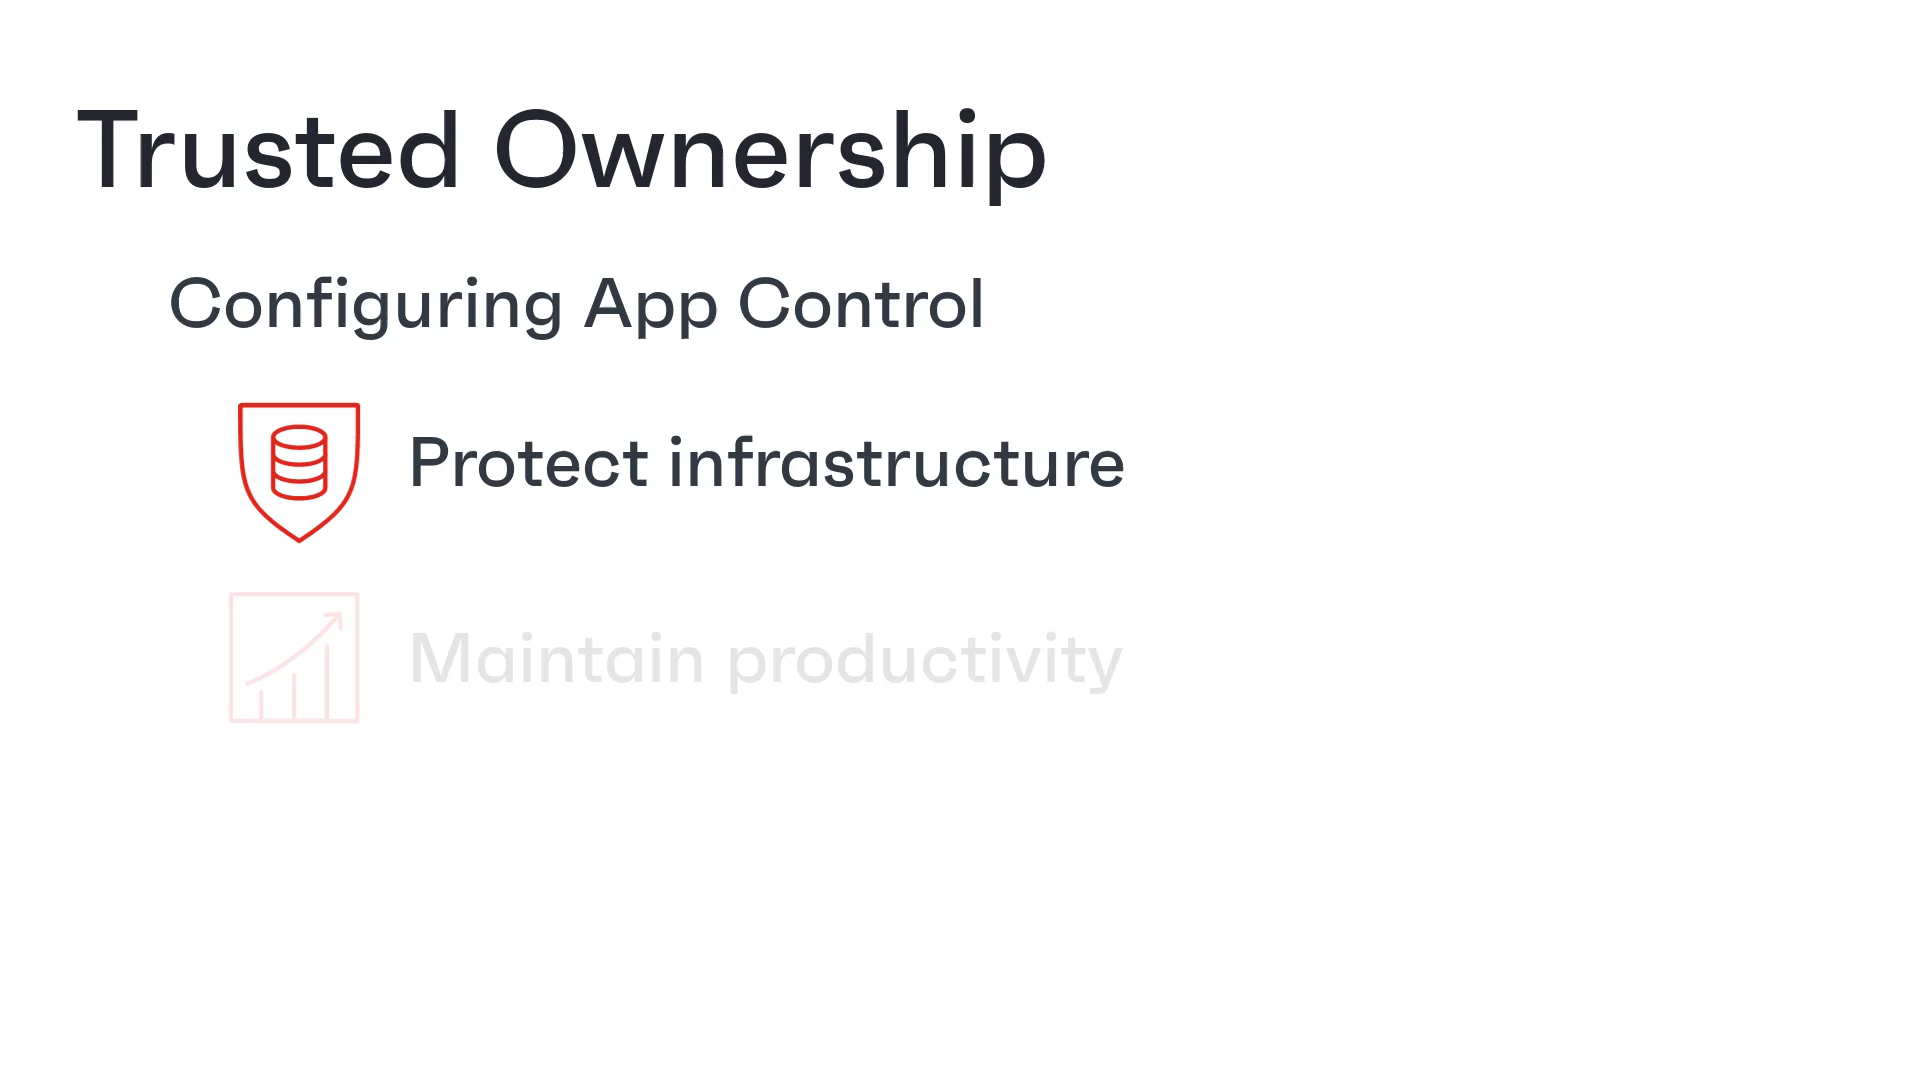 Trusted Ownership
Configuring App Control
Protect infrastructure
Maintain productivity